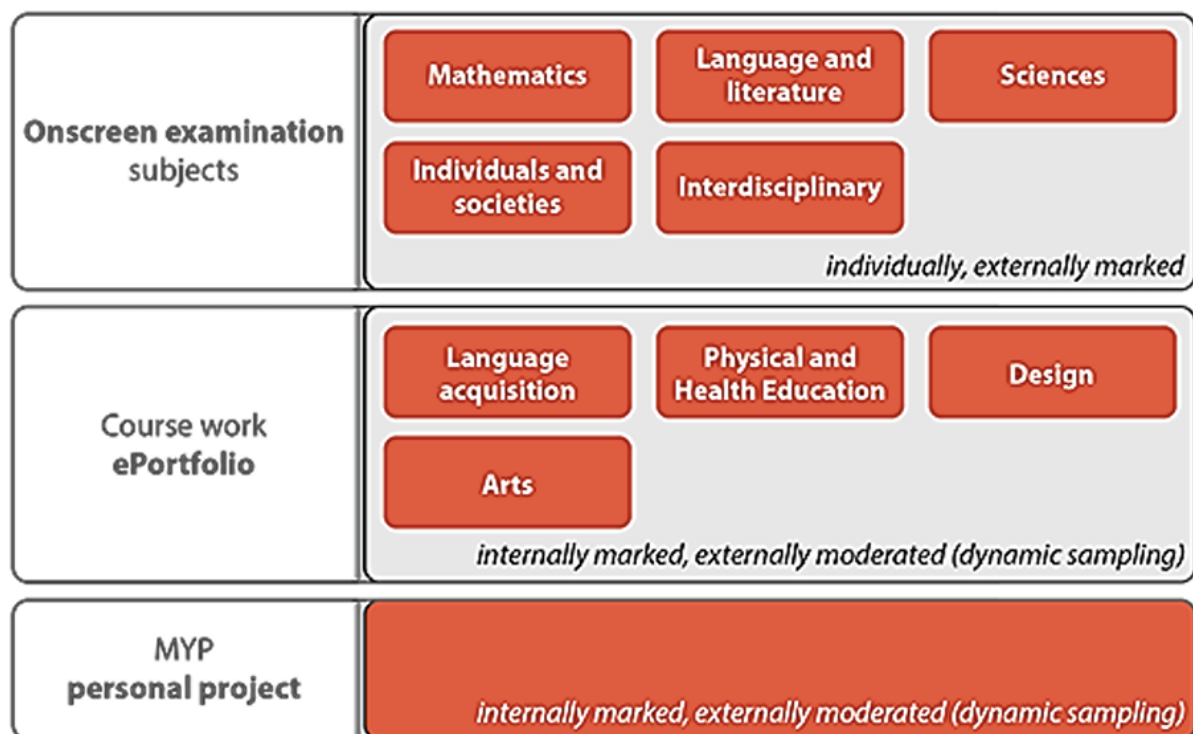 Onscreen examination
subjects
Mathematics
Language and
literature
Sciences
Individuals and
societies
Interdisciplinary
individually, externally marked
Course work
ePortfolio
Language
acquisition
Physical and
Health Education
Design
Arts
internally marked, externally moderated (dynamic sampling)
MYP
personal project
internally marked, externally moderated (dynamic sampling)